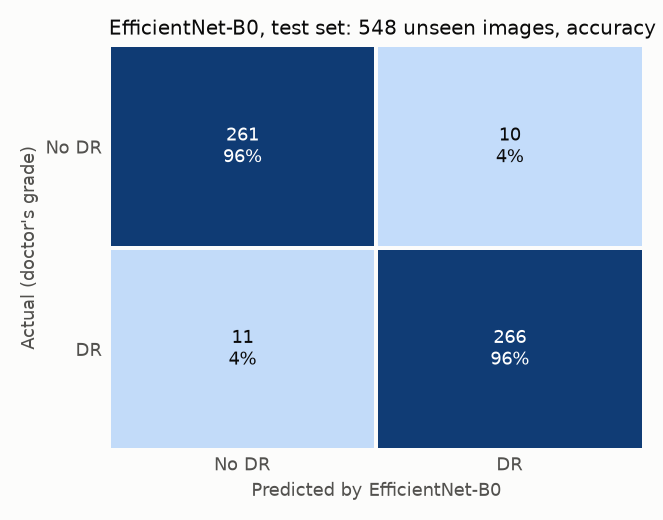 EfficientNet-B0, test set: 548 unseen images, accuracy
Actual (doctor's grade)
No DR
261
96%
10
4%
DR
11
4%
266
96%
No DR
DR
Predicted by EfficientNet-B0